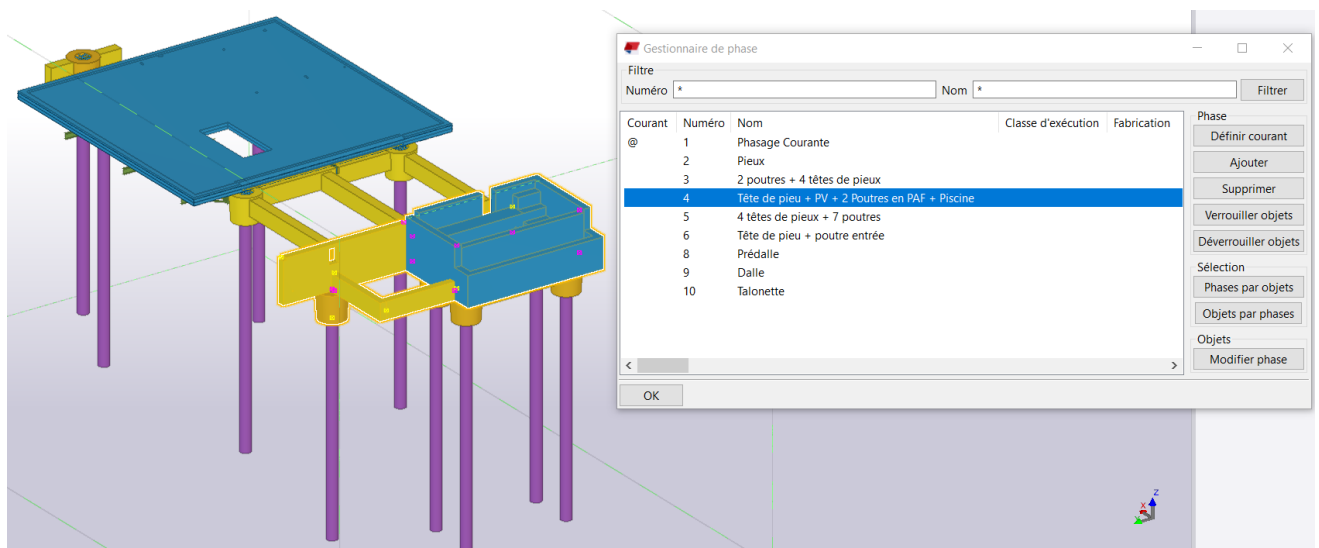 Gestionnaire de phase
Filtre
Numéro * Nom * Filtrer
Courant Numéro Nom Classe d'exécution Fabrication
@ 1 Phasage Courante
2 Pieux
3 2 poutres + 4 têtes de pieux
4 Tête de pieu + PV + 2 Poutres en PAF + Piscine
5 4 têtes de pieux + 7 poutres
6 Tête de pieu + poutre entrée
8 Prédalle
9 Dalle
10 Talonette
Phase
Définir courant
Ajouter
Supprimer
Verrouiller objets
Déverrouiller objets
Sélection
Phases par objets
Objets par phases
Objets
Modifier phase
OK
Z
X
Y